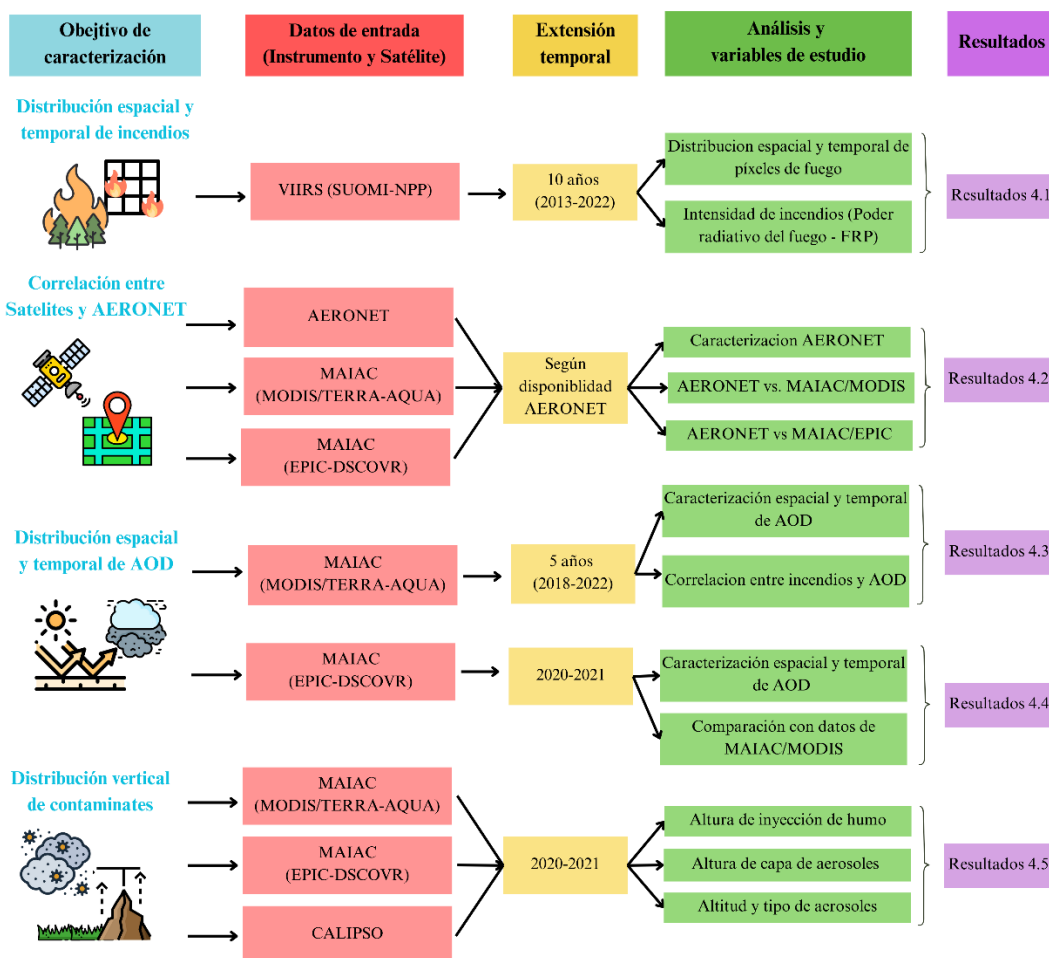 Obejtivo de
caracterización
Datos de entrada
(Instrumento y Satélite)
Extensión
temporal
Análisis y
variables de estudio
Resultados
Distribución espacial y
temporal de incendios
VIIRS (SUOMI-NPP)
10 años
(2013-2022)
Distribucion espacial y temporal de
píxeles de fuego
Intensidad de incendios (Poder
radiativo del fuego - FRP)
Resultados 4.1
Correlación entre
Satelites y AERONET
AERONET
MAIAC
(MODIS/TERRA-AQUA)
MAIAC
(EPIC-DSCOVR)
Según
disponiblidad
AERONET
Caracterizacion AERONET
AERONET vs. MAIAC/MODIS
AERONET vs MAIAC/EPIC
Resultados 4.2
Distribución espacial
y temporal de AOD
MAIAC
(MODIS/TERRA-AQUA)
5 años
(2018-2022)
Caracterización espacial y temporal
de AOD
Correlacion entre incendios y AOD
Resultados 4.3
MAIAC
(EPIC-DSCOVR)
2020-2021
Caracterización espacial y temporal
de AOD
Comparación con datos de
MAIAC/MODIS
Resultados 4.4
Distribución vertical
de contaminates
MAIAC
(MODIS/TERRA-AQUA)
MAIAC
(EPIC-DSCOVR)
CALIPSO
2020-2021
Altura de inyección de humo
Altura de capa de aerosoles
Altitud y tipo de aerosoles
Resultados 4.5